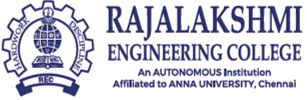 HARDWORK
DISCIPLINE
REC
RAJALAKSHMI
ENGINEERING COLLEGE
An AUTONOMOUS Institution
Affiliated to ANNA UNIVERSITY, Chennai